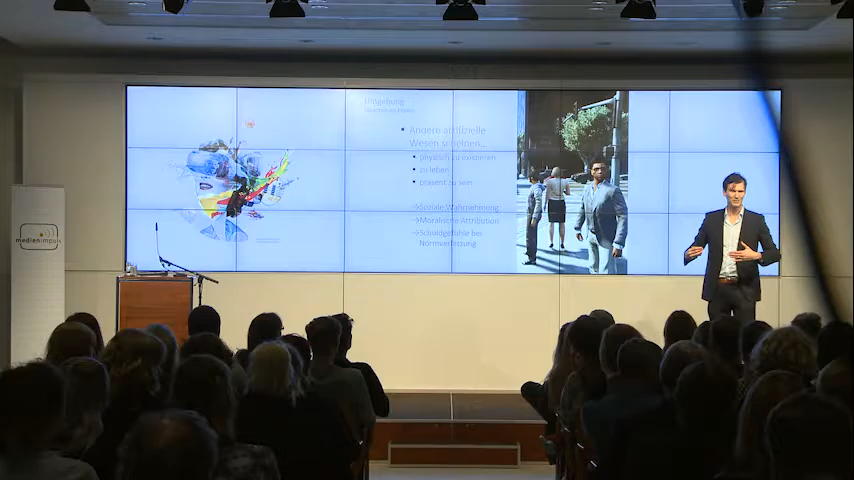 Umgebung
Andere artifizielle
Wesen scheinen...
physisch zu existieren
zu leben
präsent zu sein
→Soziale Wahrnehmung
→Moralische Attribution
→Schuldgefühle bei
Normverletzung
medienimpuls